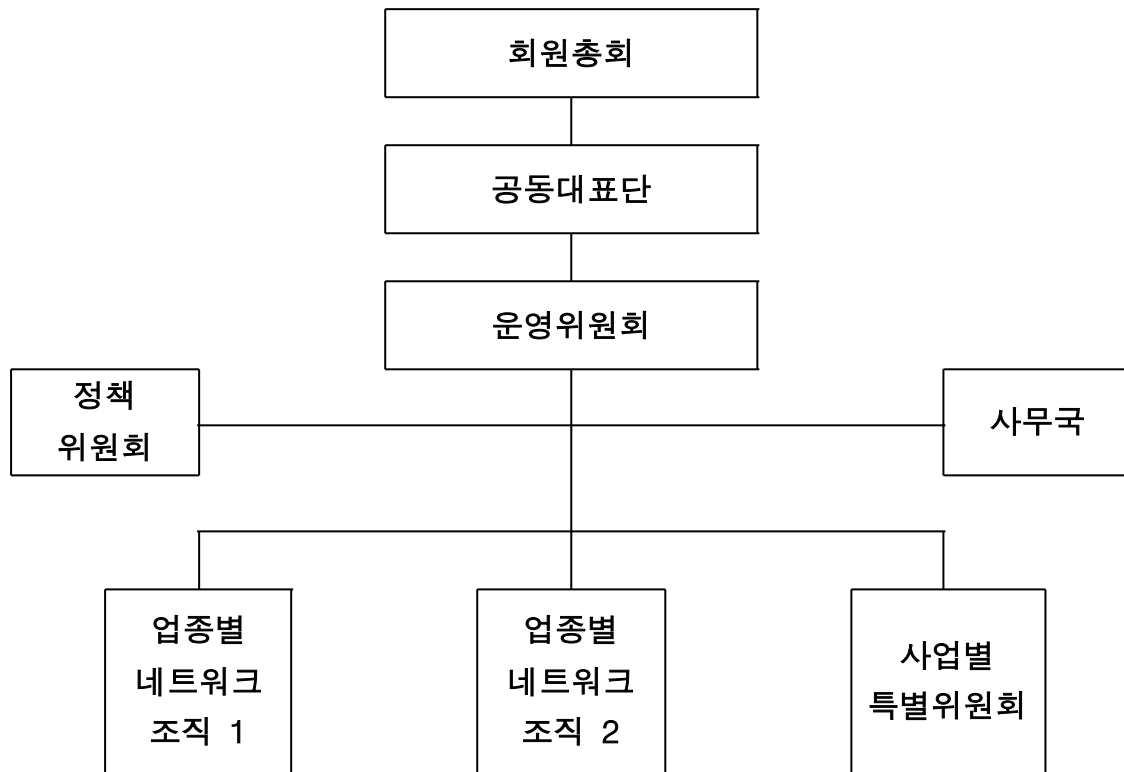 회원총회
공동대표단
운영위원회
정책
위원회
사무국
업종별
네트워크
조직 1
업종별
네트워크
조직 2
사업별
특별위원회